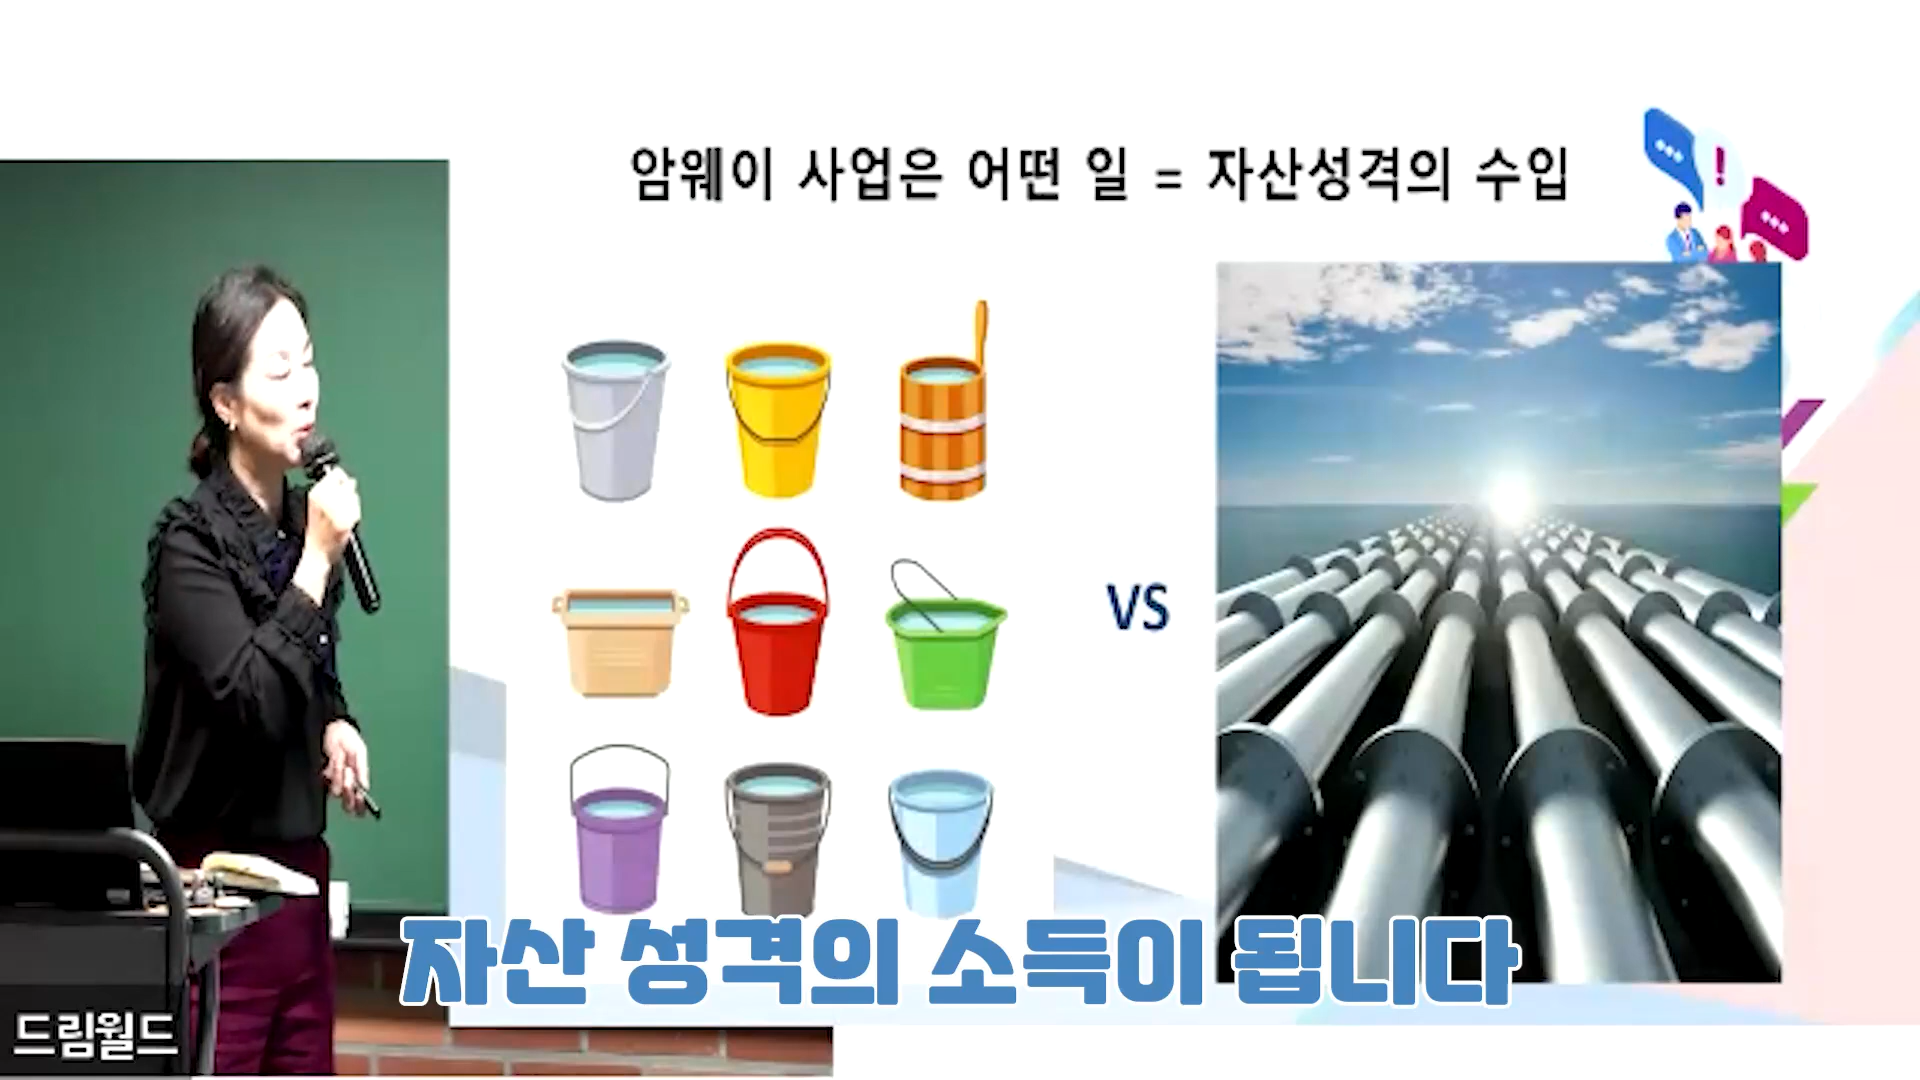 암웨이 사업은 어떤 일 = 자산성격의 수입
VS
자산 성격의 소득이 됩니다
드림월드